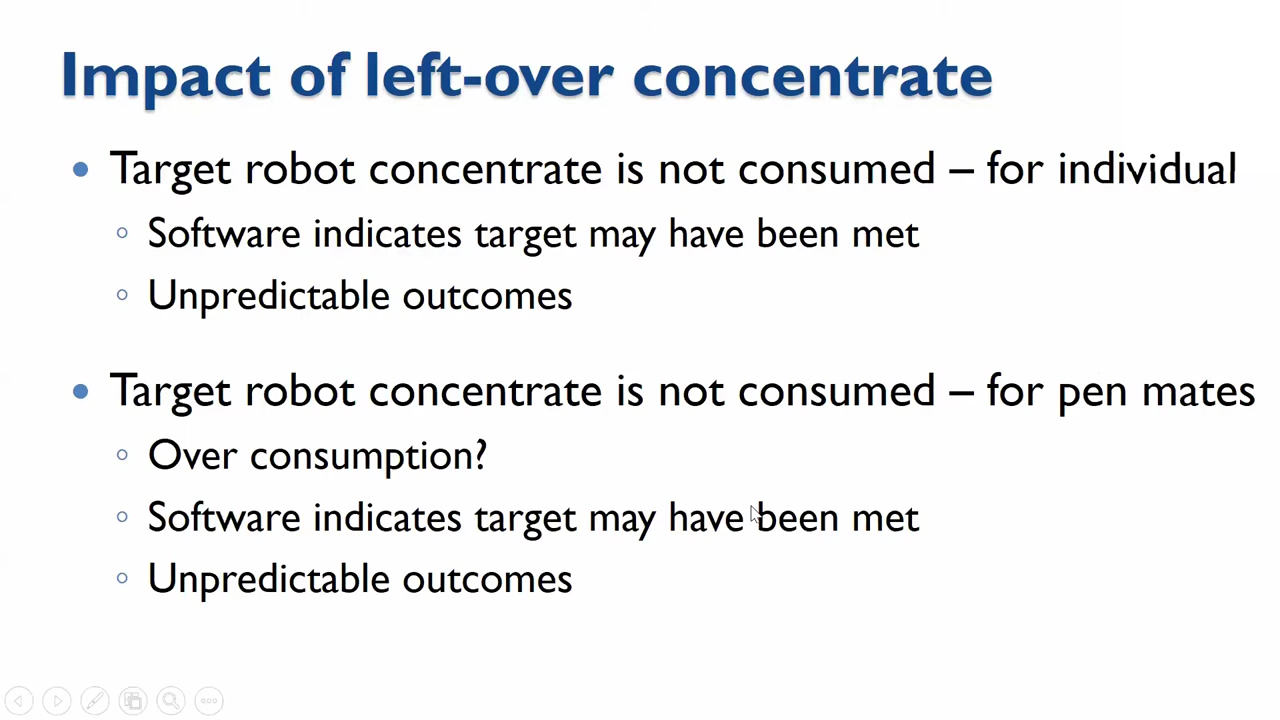 Impact of left-over concentrate
• Target robot concentrate is not consumed – for individual
◦ Software indicates target may have been met
◦ Unpredictable outcomes
• Target robot concentrate is not consumed – for pen mates
◦ Over consumption?
◦ Software indicates target may have been met
◦ Unpredictable outcomes